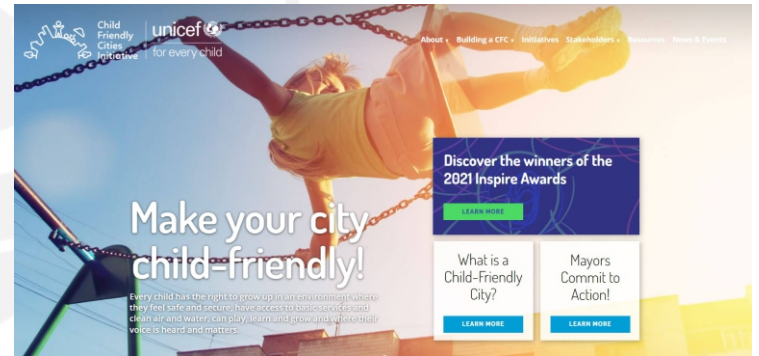 Child
Friendly
Cities
Initiative
unicef
for every child
About Building a CFC Initiatives Stakeholders Resources News & Events
Discover the winners of the
2021 Inspire Awards
LEARN MORE
Make your city
child-friendly!
Every child has the right to grow up in an environment where
they feel safe and secure, have access to basic services and
clean air and water, can play, learn and grow and where their
voice is heard and matters.
What is a
Child-Friendly
City?
LEARN MORE
Mayors
Commit to
Action!
LEARN MORE